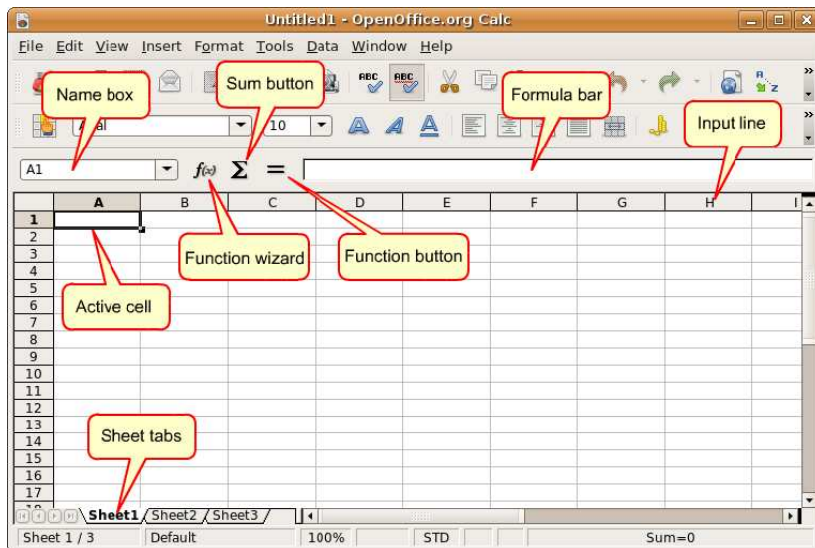 Untitled1 - OpenOffice.org Calc
File Edit View Insert Format Tools Data Window Help
Name box
Sum button
ABC ABC
Formula bar
Input line
10
A1
f(x) Σ =
A B C D E F G H I
1
2
Function wizard
Function button
3
4
5
Active cell
6
7
8
9
10
11
12
13
Sheet tabs
14
15
16
17
Sheet1 Sheet2 Sheet3
Sheet 1 / 3 Default 100% STD Sum=0